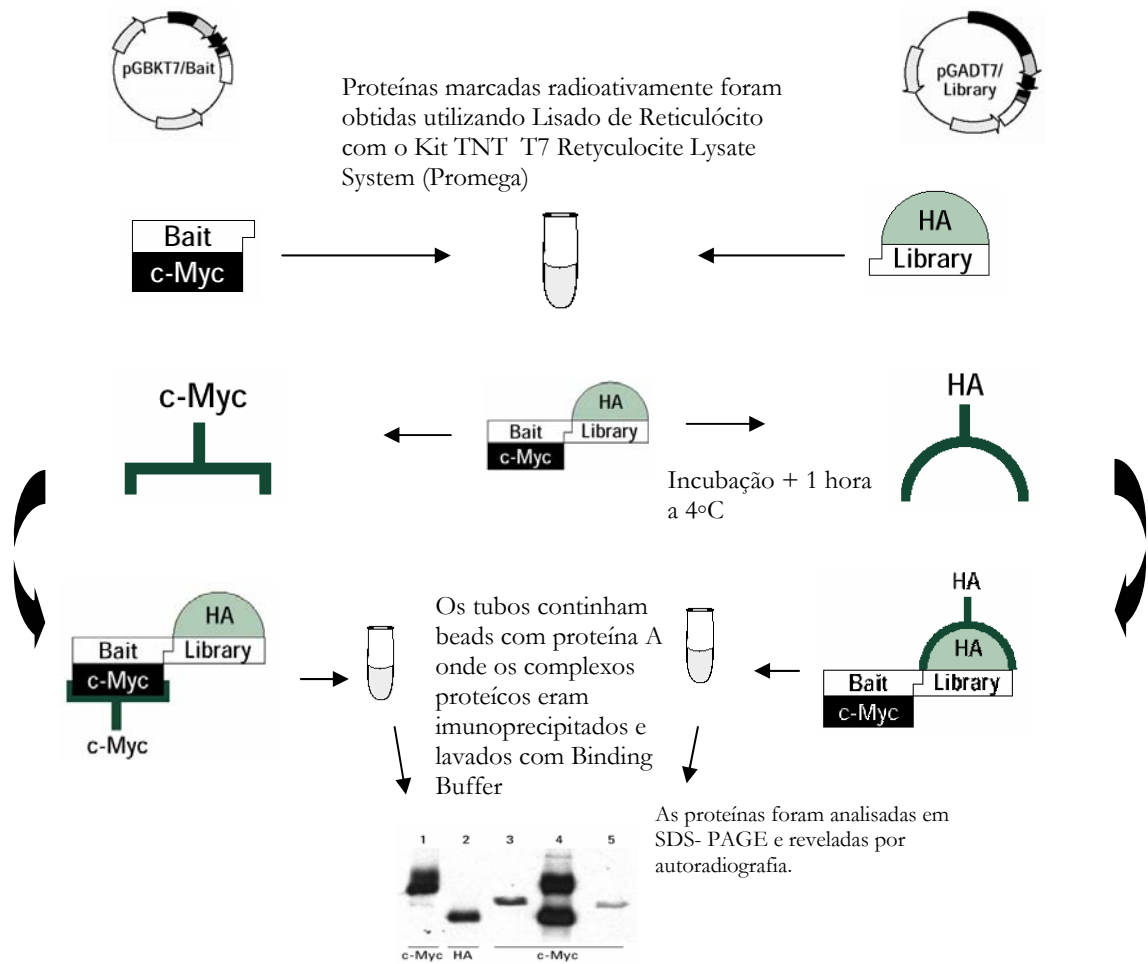 pGBKT7/Bait
pGADT7/
Library
Proteínas marcadas radioativamente foram
obtidas utilizando Lisado de Reticulócito
com o Kit TNT T7 Retyculocite Lysate
System (Promega)
Bait
c-Myc
HA
Library
c-Myc
HA
Bait
Library
c-Myc
HA
Incubação + 1 hora
a 4°C
HA
Bait
Library
c-Myc
c-Myc
Os tubos continham
beads com proteína A
onde os complexos
proteícos eram
imunoprecipitados e
lavados com Binding
Buffer
HA
HA
Bait
Library
c-Myc
As proteínas foram analisadas em
SDS- PAGE e reveladas por
autoradiografia.
1 2 3 4 5
c-Myc HA c-Myc